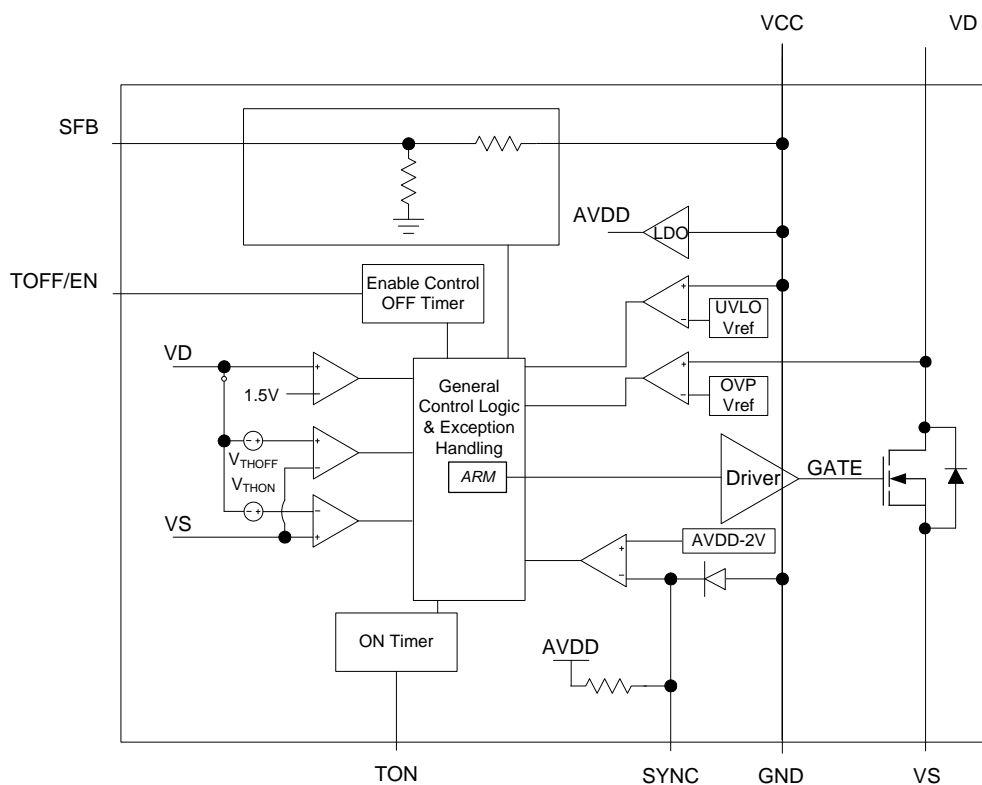 VCC
VD
SFB
AVDD
LDO
TOFF/EN
Enable Control
OFF Timer
+
−
UVLO
Vref
VD
+
−
1.5V
General
Control Logic
& Exception
Handling
ARM
+
−
OVP
Vref
− +
VTHOFF
+
−
VTHON
− +
−
+
VS
Driver
GATE
AVDD-2V
+
−
ON Timer
AVDD
TON
SYNC
GND
VS